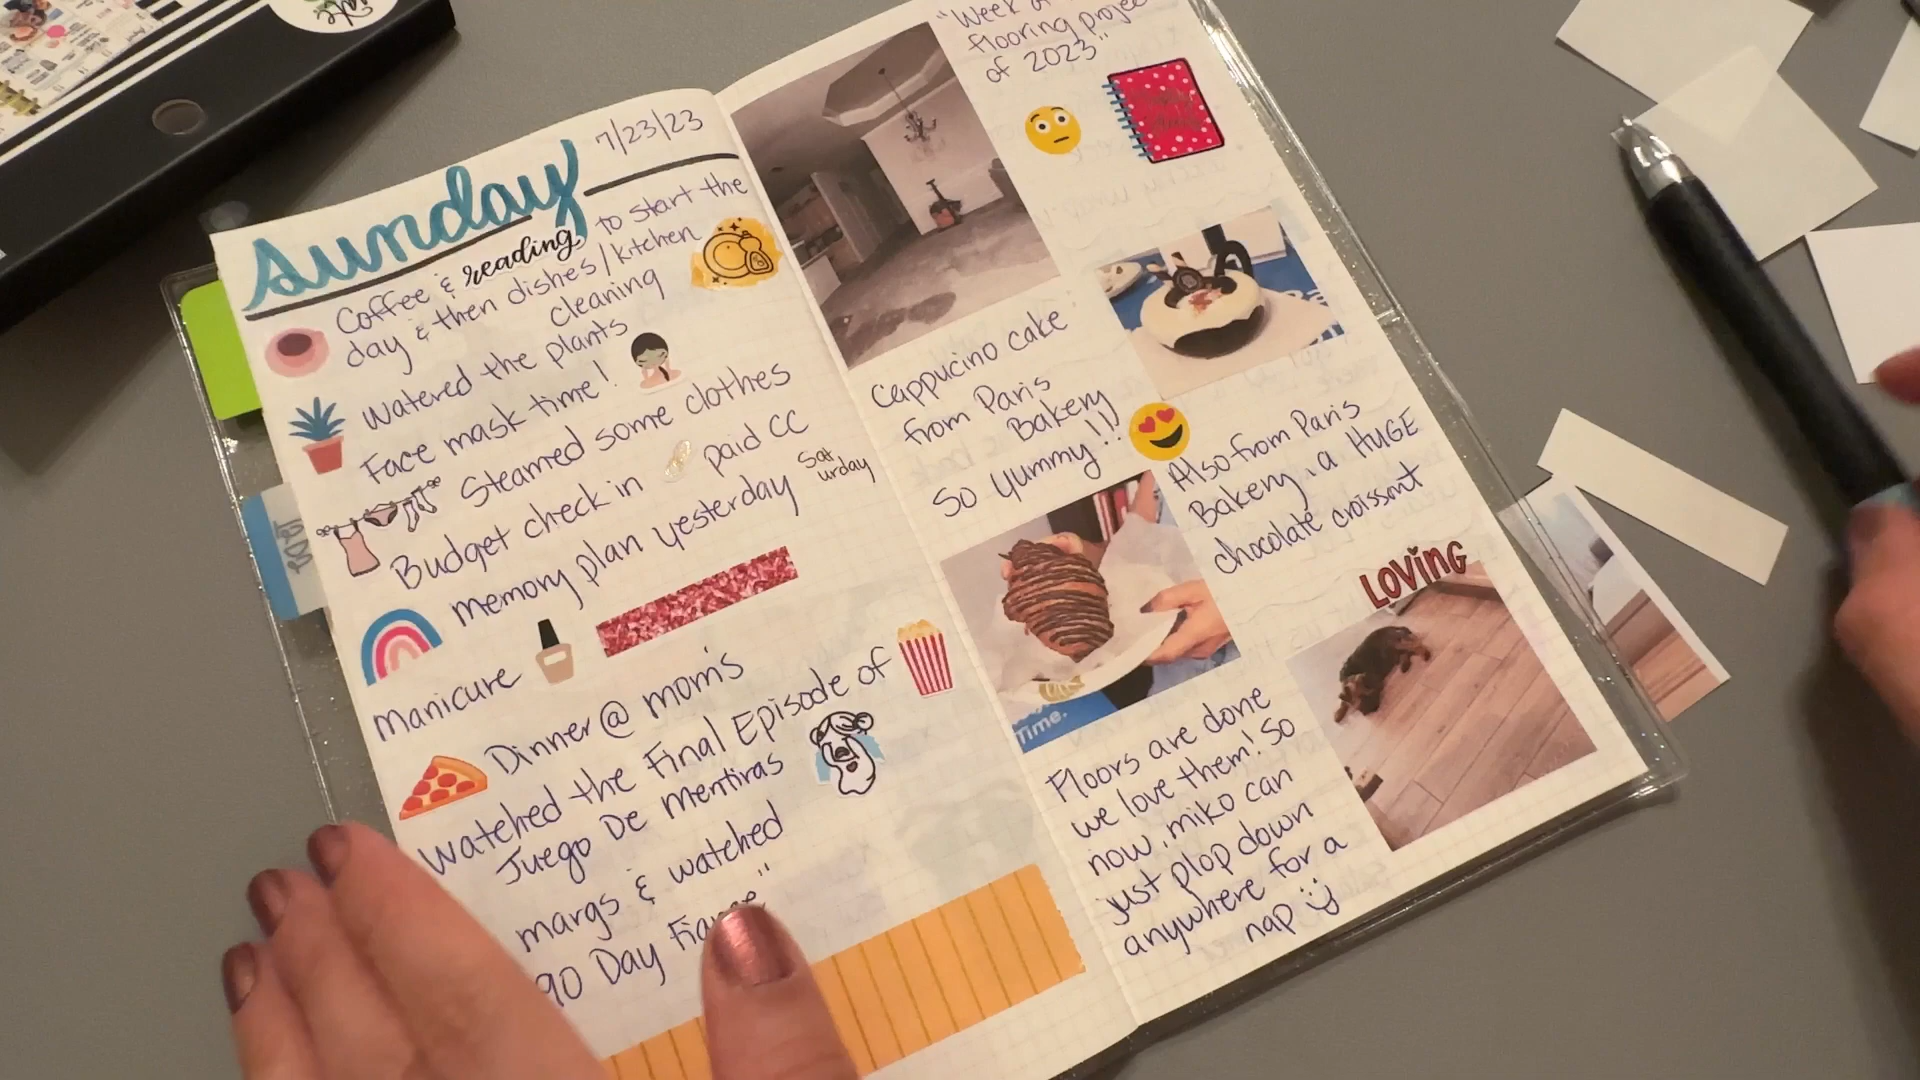 Sunday 7/23/23
Coffee & reading to start the
day & then dishes/kitchen
cleaning
Watered the plants
Face mask time!
Steamed some clothes
Budget check in paid CC
memory plan yesterday Sat
urday
manicure
Dinner @ mom's
watched the Final Episode of
Juego De mentiras
margs & watched
90 Day Fiance"
"Week of
flooring project
of 2023"
Cappucino cake
from Paris
Bakery
So yummy!!
Also from Paris
Bakery, a HUGE
chocolate croissant
LOVING
Time.
Floors are done
we love them! So
now, miko can
just plop down
anywhere for a
nap